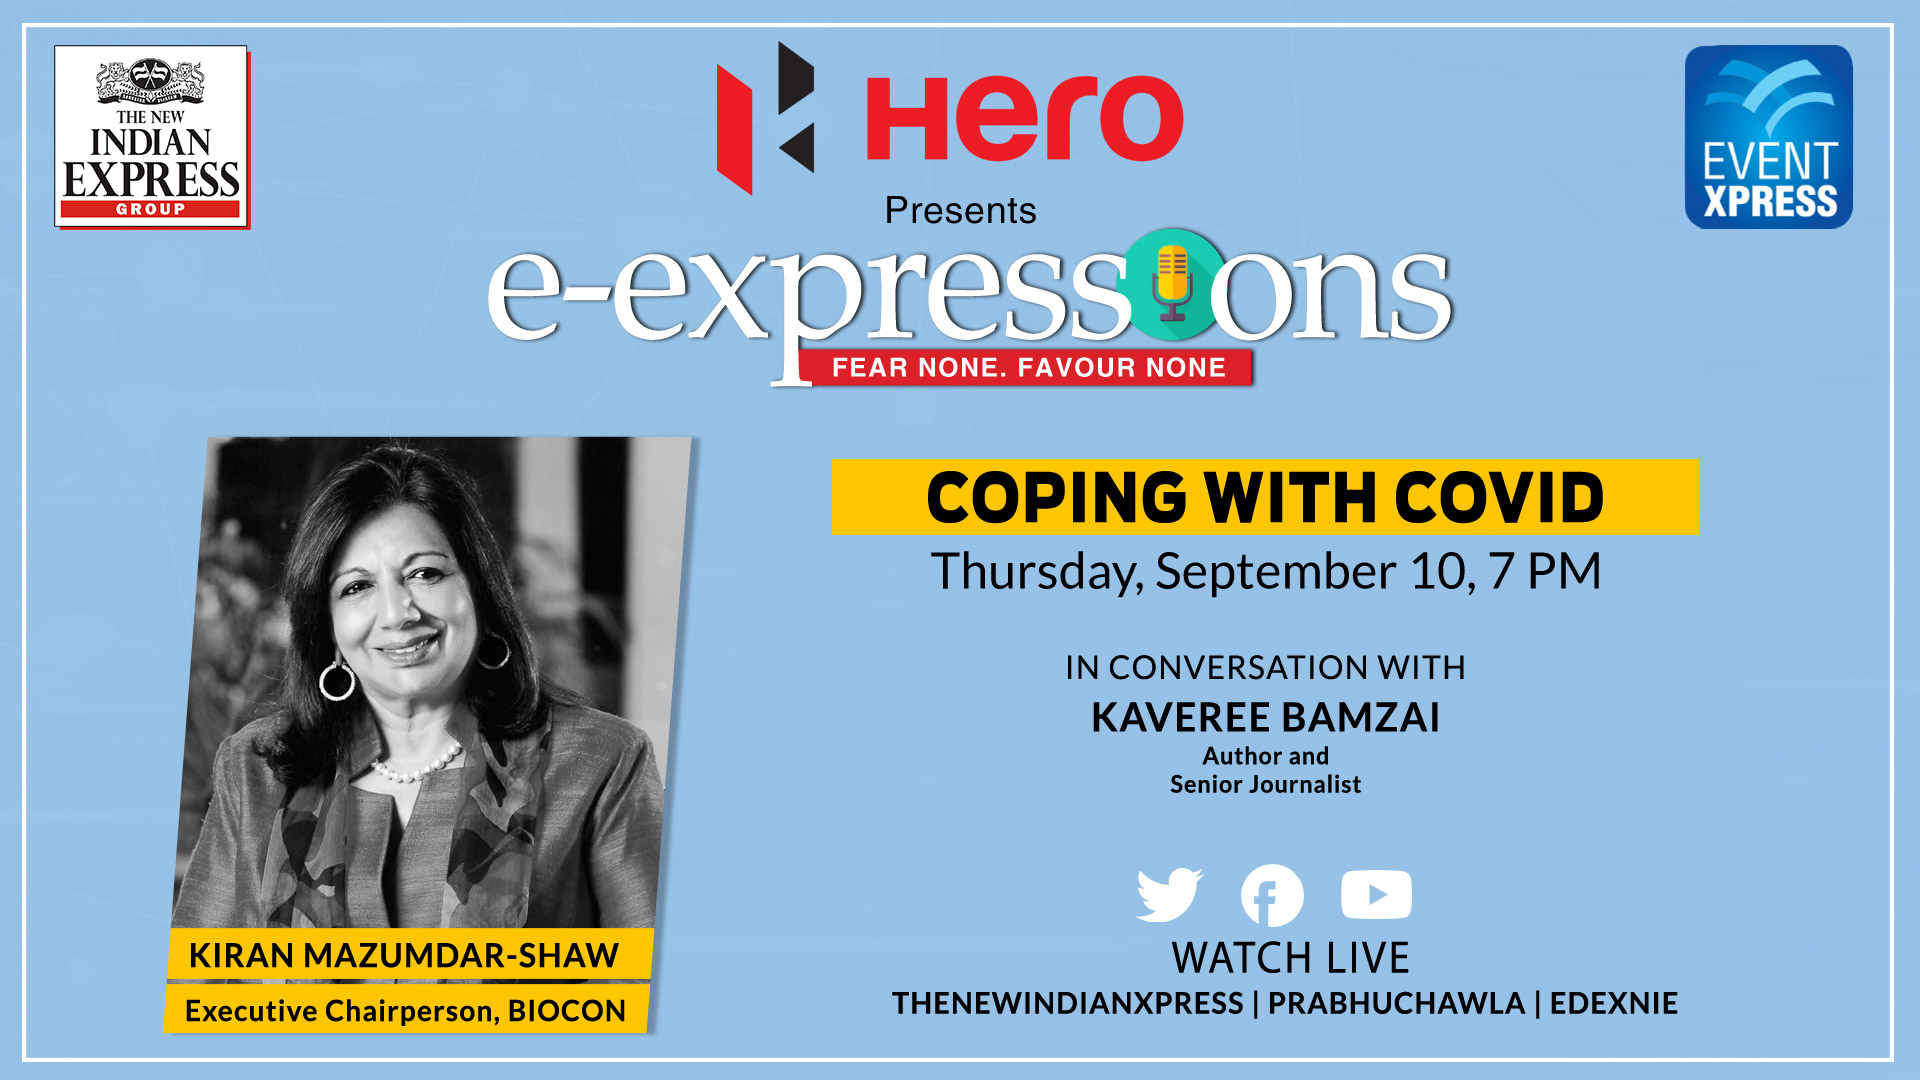 THE NEW
INDIAN
EXPRESS
GROUP
Hero
Presents
e-expressions
FEAR NONE. FAVOUR NONE
EVENT
XPRESS
COPING WITH COVID
Thursday, September 10, 7 PM
IN CONVERSATION WITH
KAVEREE BAMZAI
Author and
Senior Journalist
KIRAN MAZUMDAR-SHAW
Executive Chairperson, BIOCON
WATCH LIVE
THENEWINDIANXPRESS | PRABHUCHAWLA | EDEXNIE